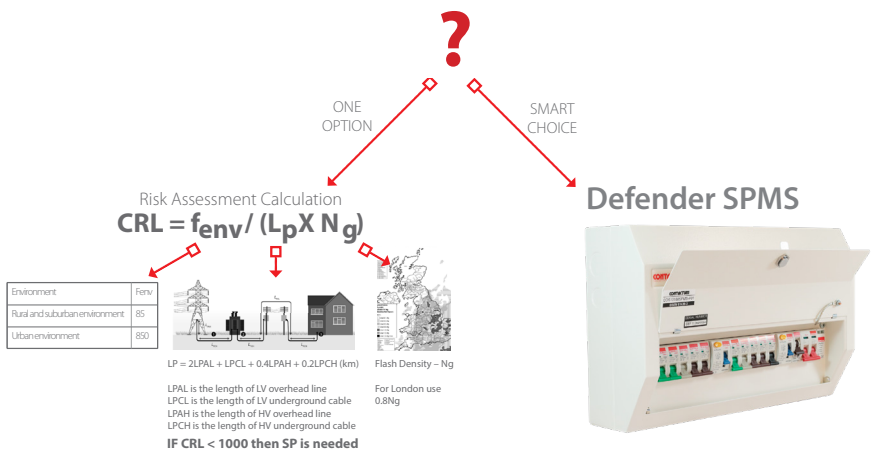 ?
ONE
OPTION
SMART
CHOICE
Risk Assessment Calculation
CRL = fenv / (LpX Ng)
Defender SPMS
Environment Fenv
Rural and suburban environment 85
Urban environment 850
LP = 2LPAL + LPCL + 0.4LPAH + 0.2LPCH (km)
LPAL is the length of LV overhead line
LPCL is the length of LV underground cable
LPAH is the length of HV overhead line
LPCH is the length of HV underground cable
IF CRL < 1000 then SP is needed
Flash Density – Ng
For London use
0.8Ng